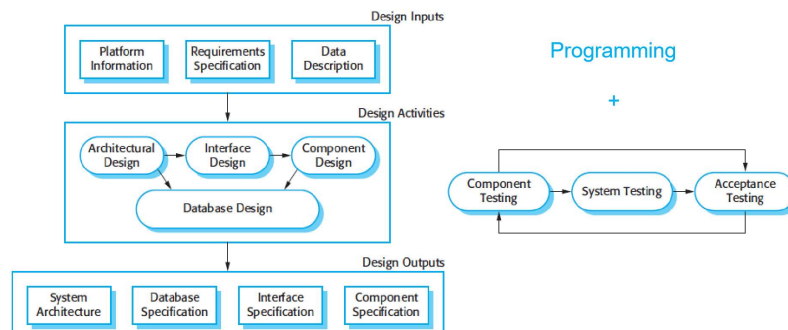 Design Inputs
Platform
Information
Requirements
Specification
Data
Description
Design Activities
Architectural
Design
Interface
Design
Component
Design
Database Design
Design Outputs
System
Architecture
Database
Specification
Interface
Specification
Component
Specification
Programming
+
Component
Testing
System Testing
Acceptance
Testing